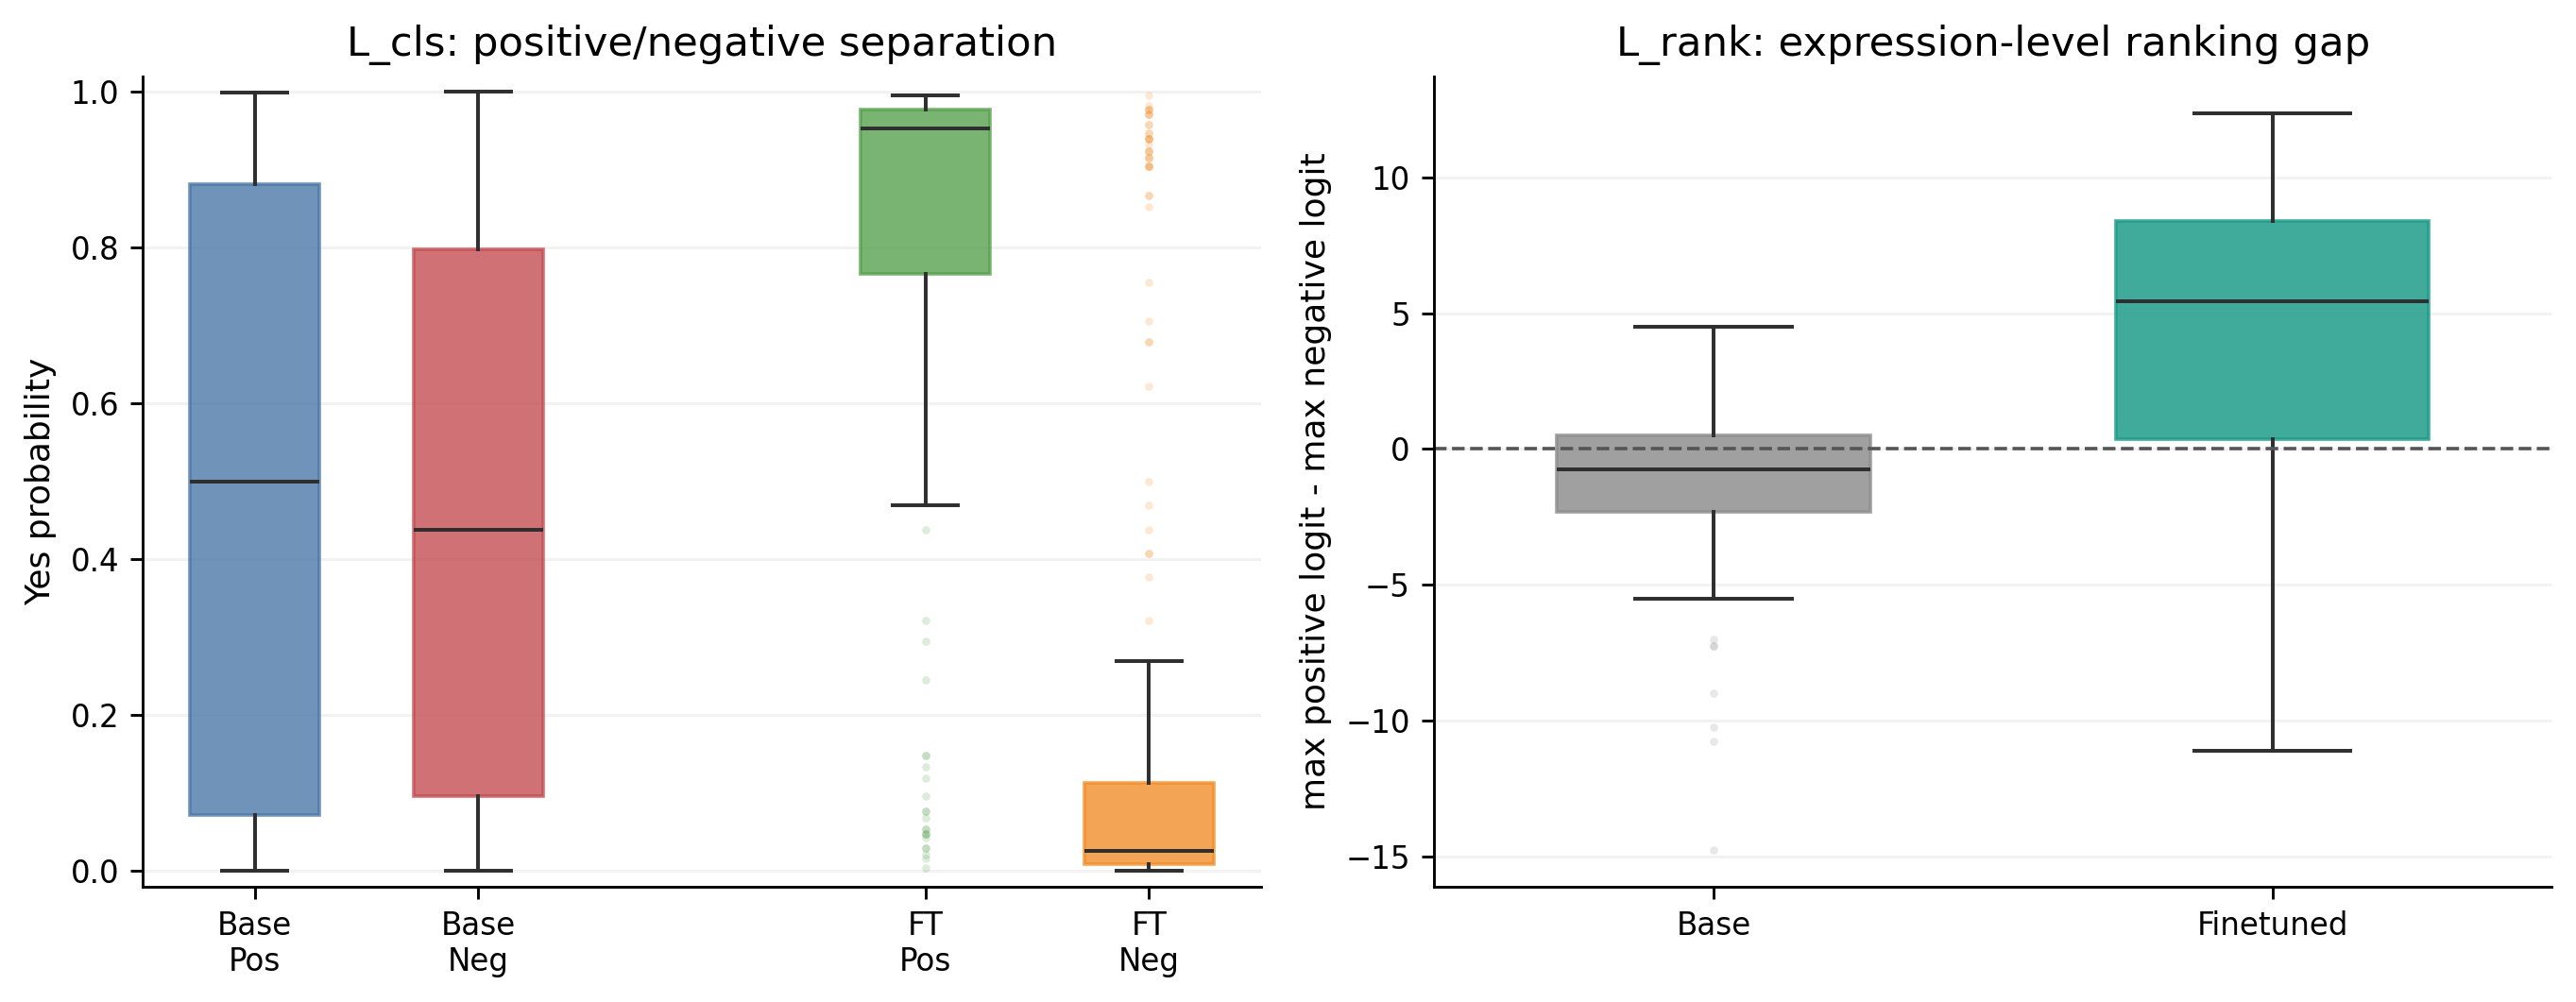 L_cls: positive/negative separation
Yes probability
1.0
0.8
0.6
0.4
0.2
0.0
Base
Pos
Base
Neg
FT
Pos
FT
Neg
L_rank: expression-level ranking gap
max positive logit - max negative logit
10
5
0
−5
−10
−15
Base
Finetuned